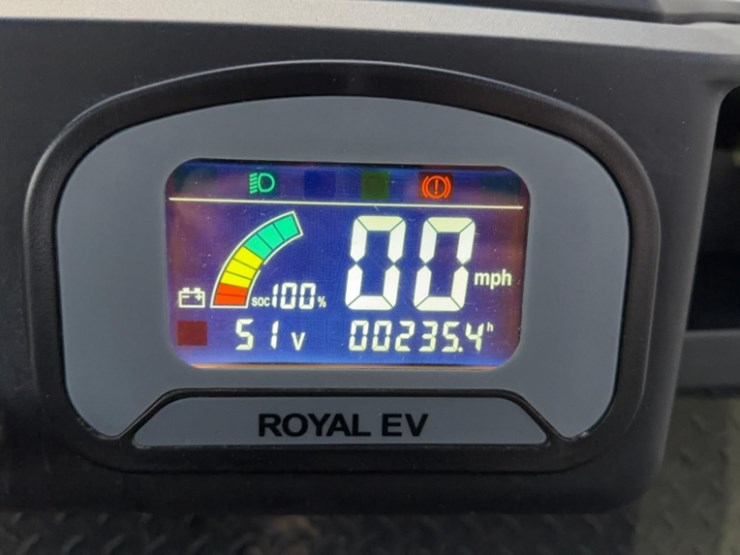 00 mph
SOC 100 %
51 V 00235.4 h
ROYAL EV